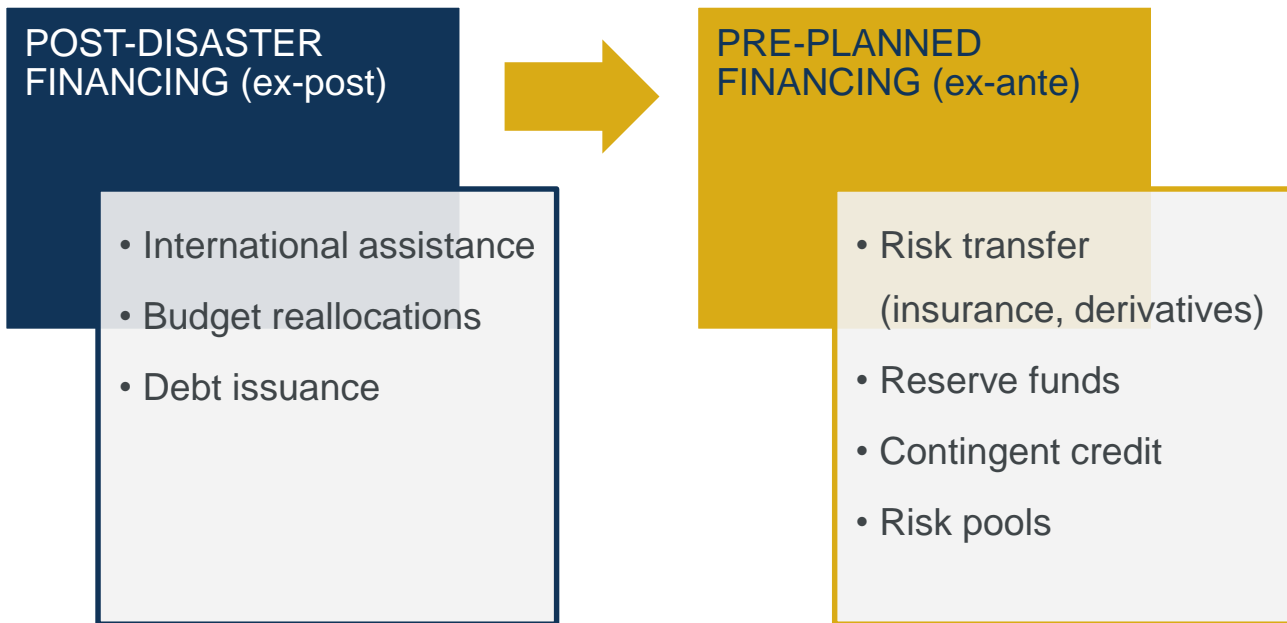 POST-DISASTER
FINANCING (ex-post)
• International assistance
• Budget reallocations
• Debt issuance
PRE-PLANNED
FINANCING (ex-ante)
• Risk transfer
(insurance, derivatives)
• Reserve funds
• Contingent credit
• Risk pools